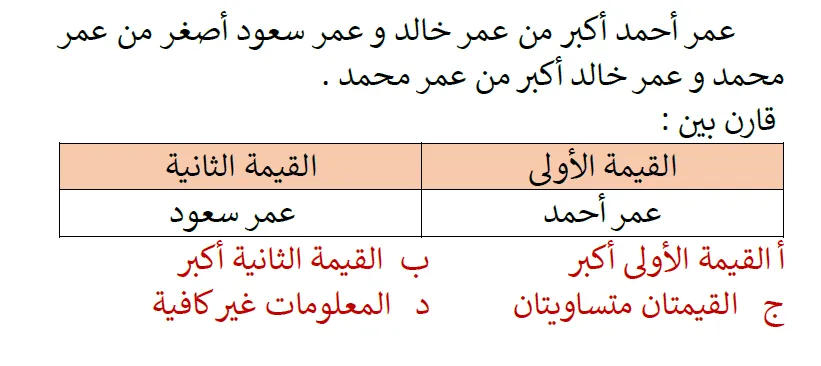 عمر أحمد أكبر من عمر خالد و عمر سعود أصغر من عمر
محمد و عمر خالد أكبر من عمر محمد .
قارن بين :
القيمة الأولى القيمة الثانية
عمر أحمد عمر سعود
أ القيمة الأولى أكبر ب القيمة الثانية أكبر
ج القيمتان متساويتان د المعلومات غير كافية